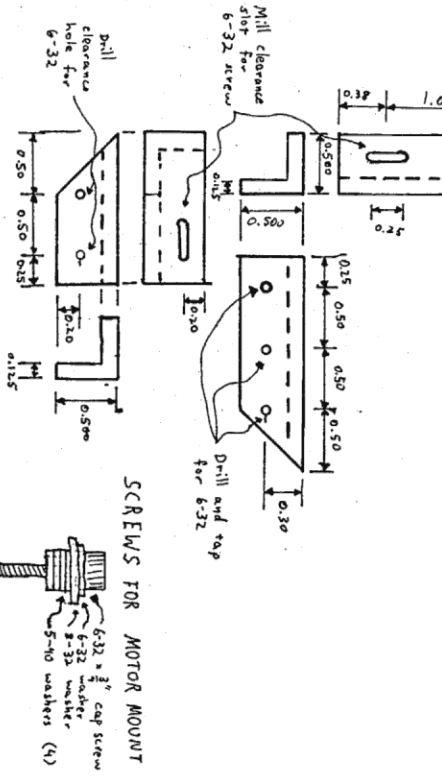 Mill clearance
slot for
6-32 screw
Drill
clearance
hole for
6-32
0.38
1.0
0.500
0.125
0.500
0.25
0.50
0.50
0.25
0.20
0.20
0.125
0.500
0.25
0.50
0.50
0.50
0.30
Drill and tap
for 6-32
SCREWS FOR MOTOR MOUNT
6-32 x 3/4" cap screw
6-32 washer
8-32 washer
5-40 washers (4)